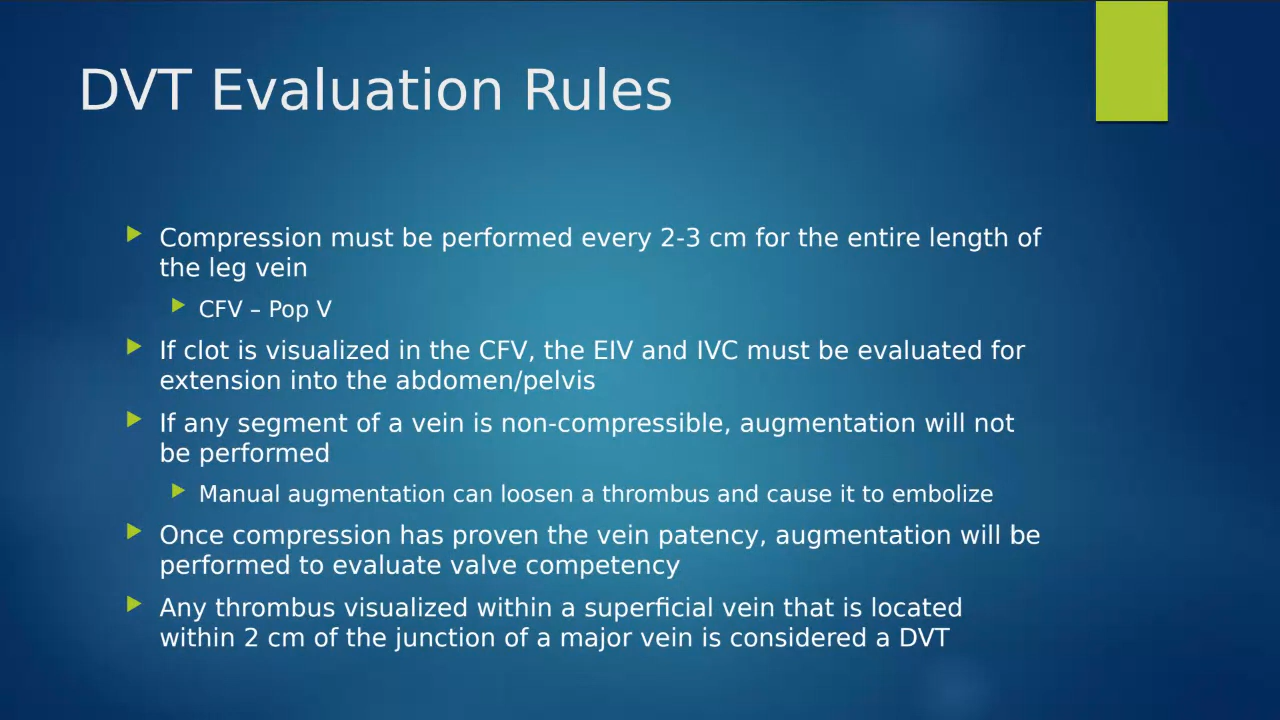 DVT Evaluation Rules
Compression must be performed every 2-3 cm for the entire length of
the leg vein
CFV – Pop V
If clot is visualized in the CFV, the EIV and IVC must be evaluated for
extension into the abdomen/pelvis
If any segment of a vein is non-compressible, augmentation will not
be performed
Manual augmentation can loosen a thrombus and cause it to embolize
Once compression has proven the vein patency, augmentation will be
performed to evaluate valve competency
Any thrombus visualized within a superficial vein that is located
within 2 cm of the junction of a major vein is considered a DVT